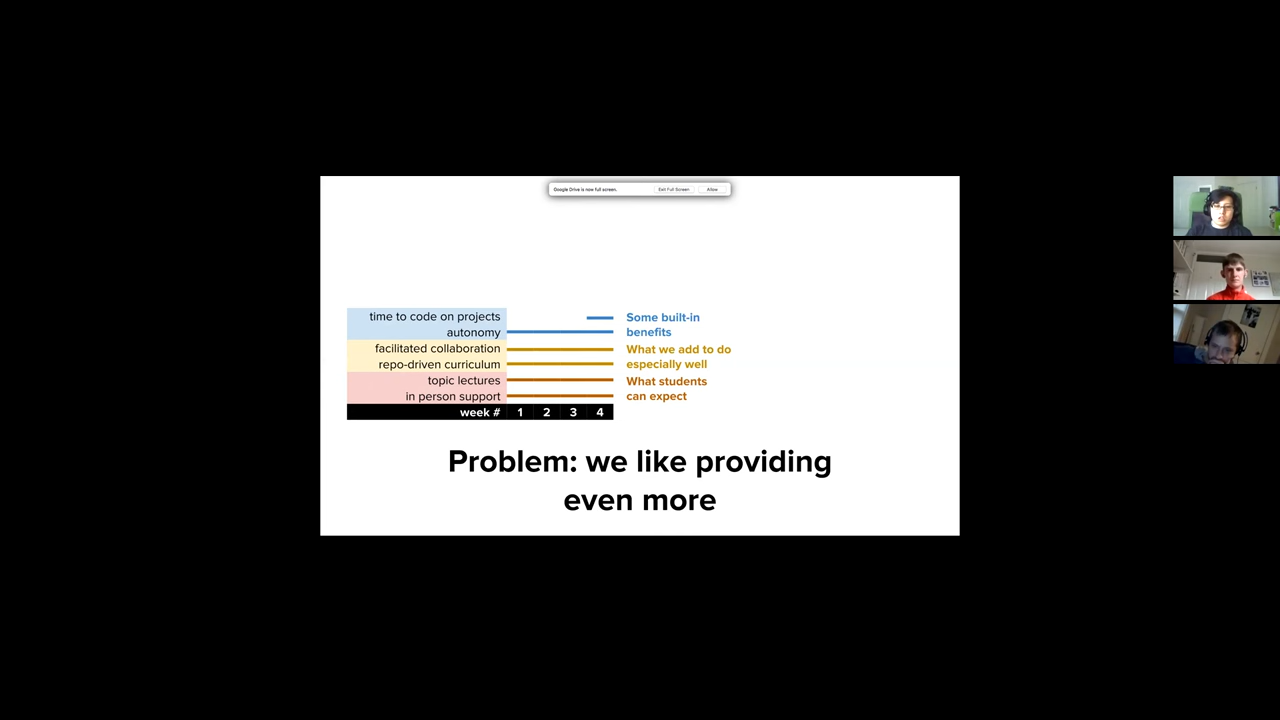 Google Drive is now full screen. Exit Full Screen Allow
time to code on projects
autonomy
facilitated collaboration
repo-driven curriculum
topic lectures
in person support
week # 1 2 3 4
Some built-in
benefits
What we add to do
especially well
What students
can expect
Problem: we like providing
even more